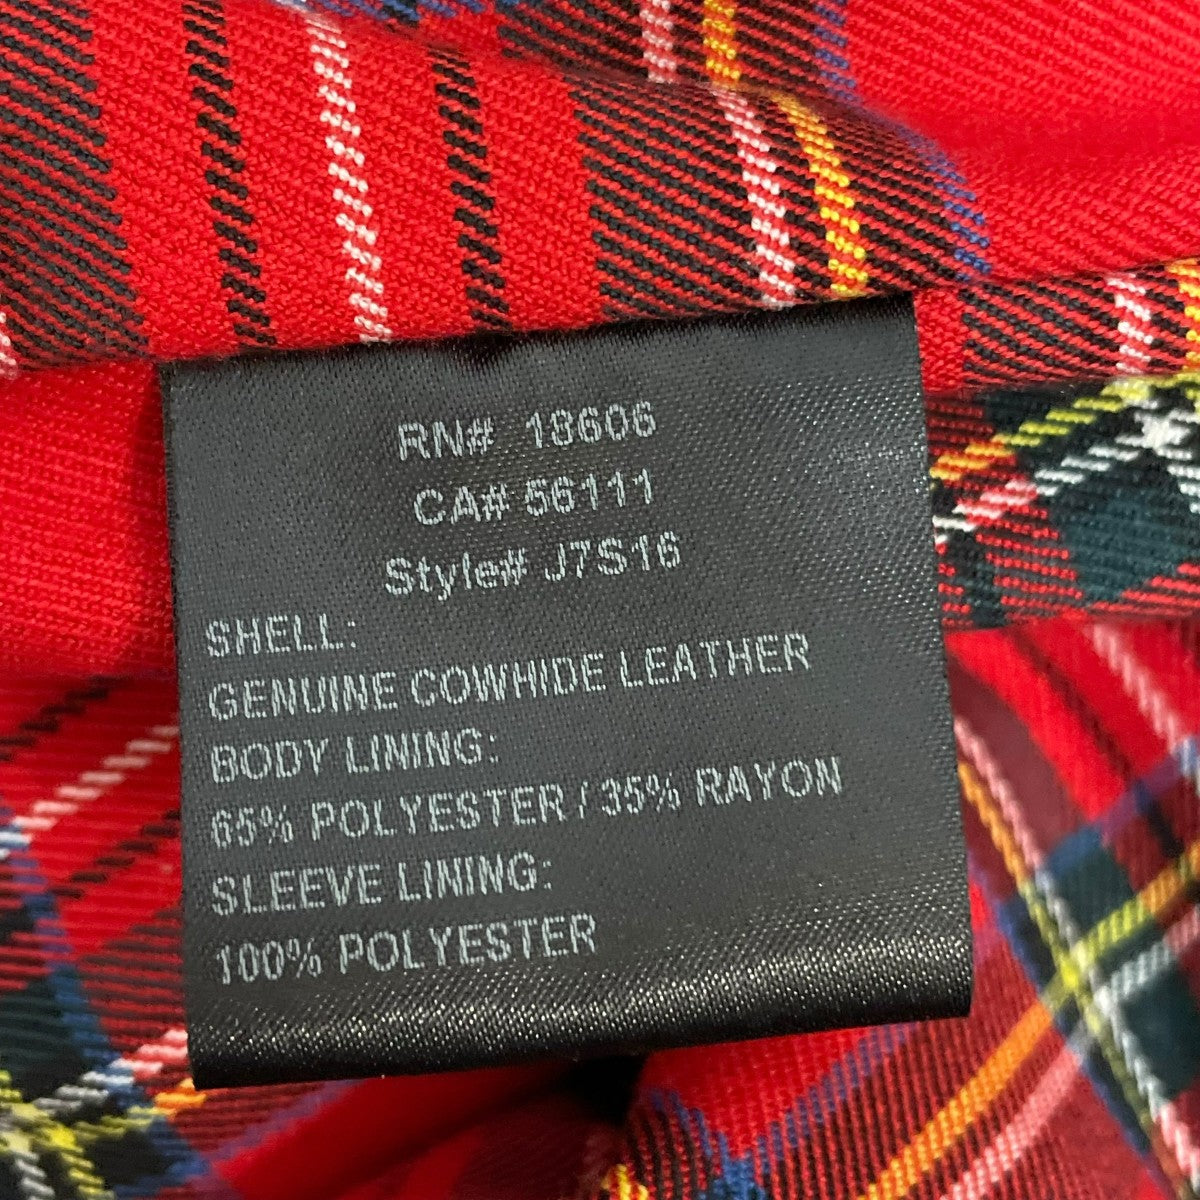 RN# 18606
CA# 56111
Style# J7S16
SHELL:
GENUINE COWHIDE LEATHER
BODY LINING:
65% POLYESTER / 35% RAYON
SLEEVE LINING:
100% POLYESTER